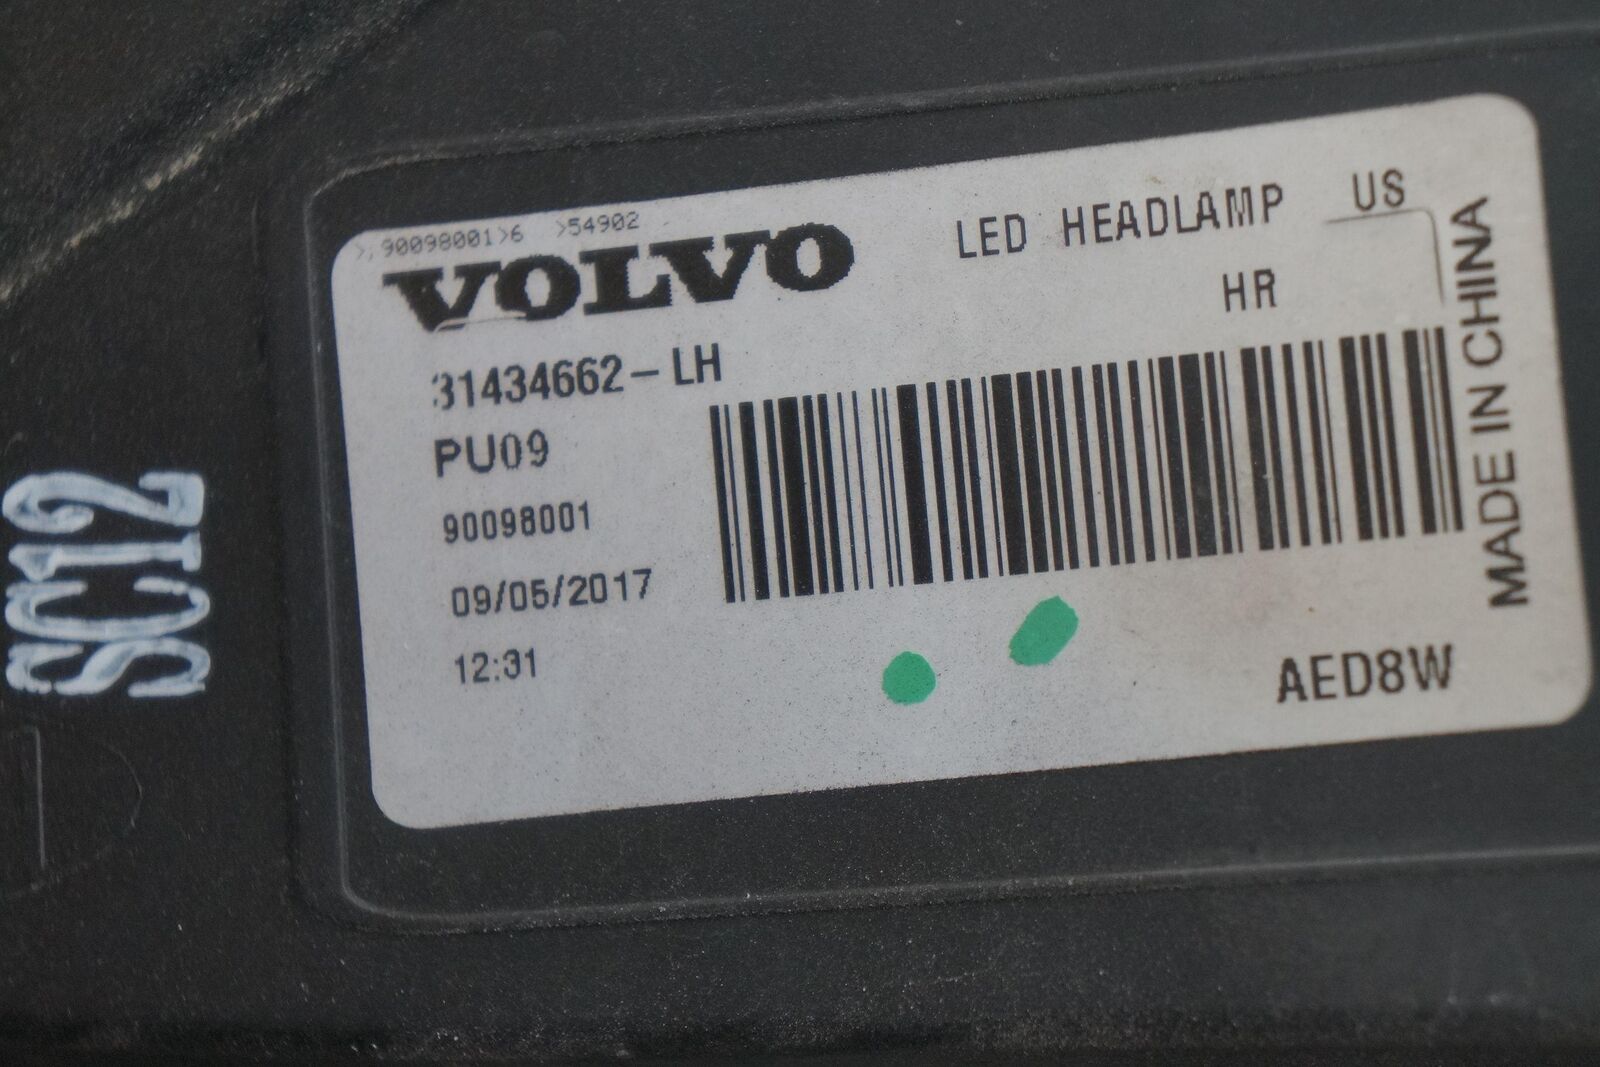 >,90098001>6 >54902
VOLVO
LED HEADLAMP US
HR
31434662-LH
PU09
90098001
09/05/2017
12:31
AED8W
MADE IN CHINA
SC12